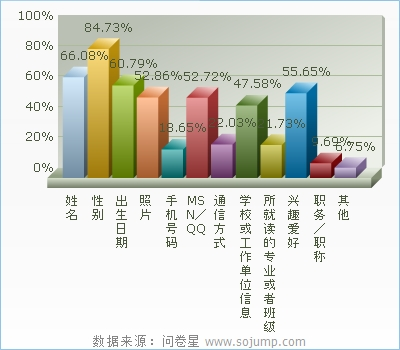 100%
80%
60%
40%
20%
0%
66.08%
84.73%
60.79%
52.86%
18.65%
52.72%
22.03%
47.58%
21.73%
55.65%
9.69%
6.75%
姓名
性别
出生日期
照片
手机号码
MSN／QQ
通信方式
学校或工作单位信息
所就读的专业或者班级
兴趣爱好
职务／职称
其他
数据来源：问卷星 www.sojump.com